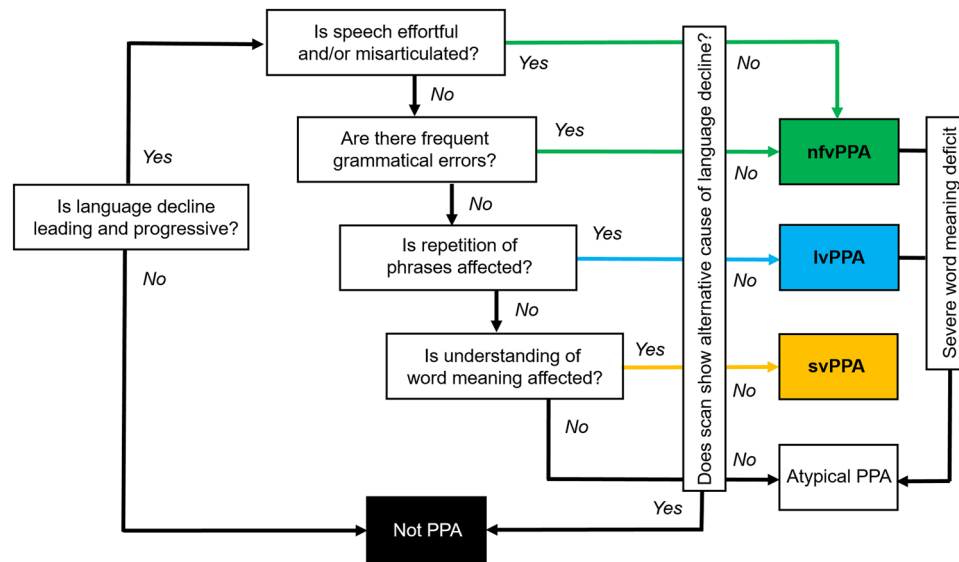 Is speech effortful
and/or misarticulated?
Yes
No
Does scan show alternative cause of language decline?
No
Are there frequent
grammatical errors?
Yes
No
nfvPPA
Severe word meaning deficit
Yes
Is language decline
leading and progressive?
No
No
Is repetition of
phrases affected?
Yes
No
lvPPA
No
Is understanding of
word meaning affected?
Yes
No
svPPA
No
No
Atypical PPA
Yes
Not PPA